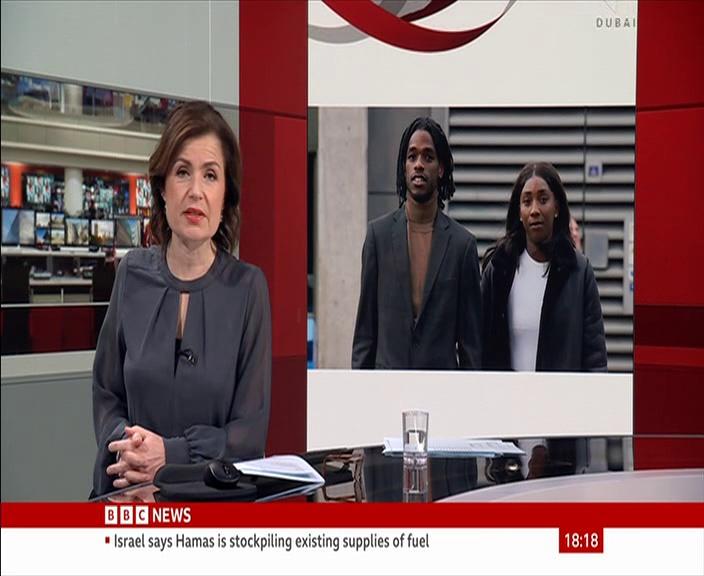 DUBAI
BBC NEWS
Israel says Hamas is stockpiling existing supplies of fuel
18:18